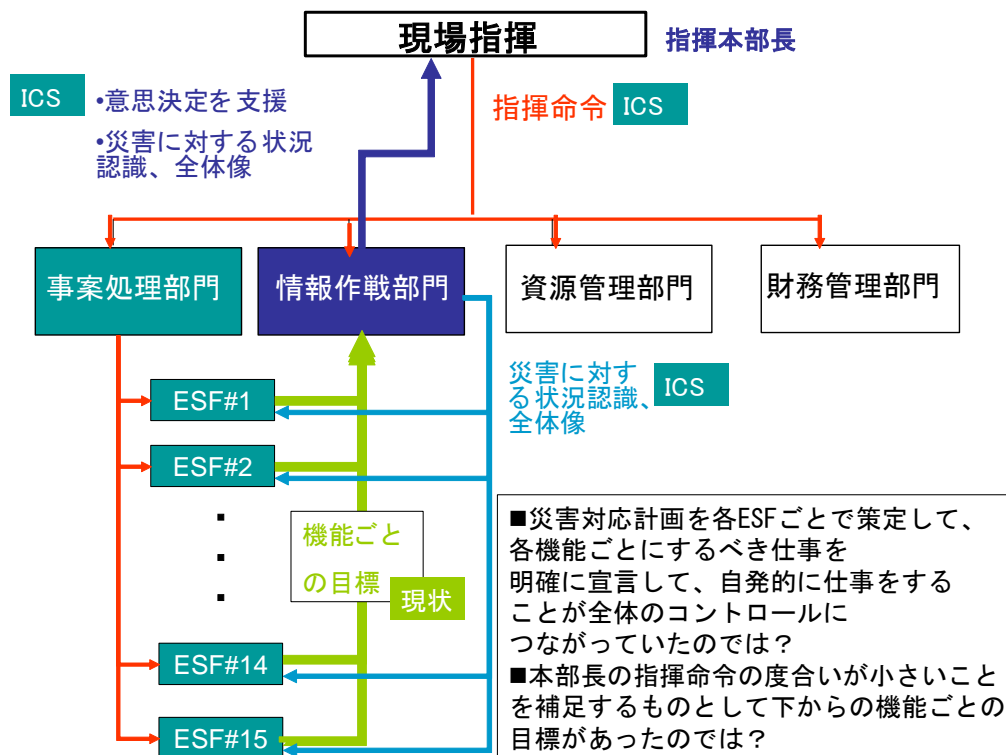 現場指揮
指揮本部長
ICS
•意思決定を支援
•災害に対する状況
認識、全体像
指揮命令
ICS
事案処理部門
情報作戦部門
資源管理部門
財務管理部門
災害に対す
る状況認識、
全体像
ICS
ESF#1
ESF#2
機能ごと
の目標
現状
ESF#14
ESF#15
■災害対応計画を各ESFごとで策定して、
各機能ごとにするべき仕事を
明確に宣言して、自発的に仕事をする
ことが全体のコントロールに
つながっていたのでは？
■本部長の指揮命令の度合いが小さいこと
を補足するものとして下からの機能ごとの
目標があったのでは？